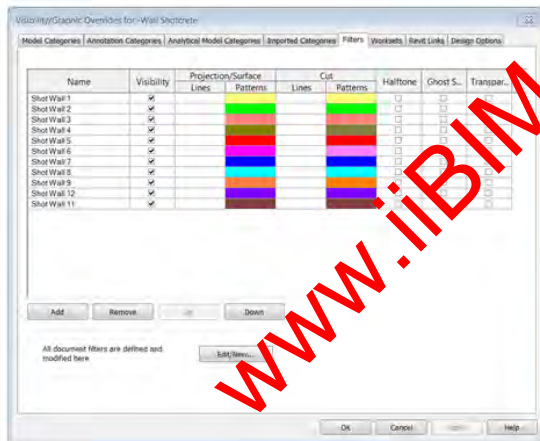 Visibility/Graphic Overrides for -Wall Shotcrete
Model Categories Annotation Categories Analytical Model Categories Imported Categories Filters Worksets Revit Links Design Options
Name Visibility Projection/Surface Cut Halftone Ghost S... Transpar...
Lines Patterns Lines Patterns
Shot Wall 1
Shot Wall 2
Shot Wall 3
Shot Wall 4
Shot Wall 5
Shot Wall 6
Shot Wall 7
Shot Wall 8
Shot Wall 9
Shot Wall 12
Shot Wall 11
Add Remove Up Down
All document filters are defined and
modified here
Edit/New...
OK Cancel Help
www.iiBIM